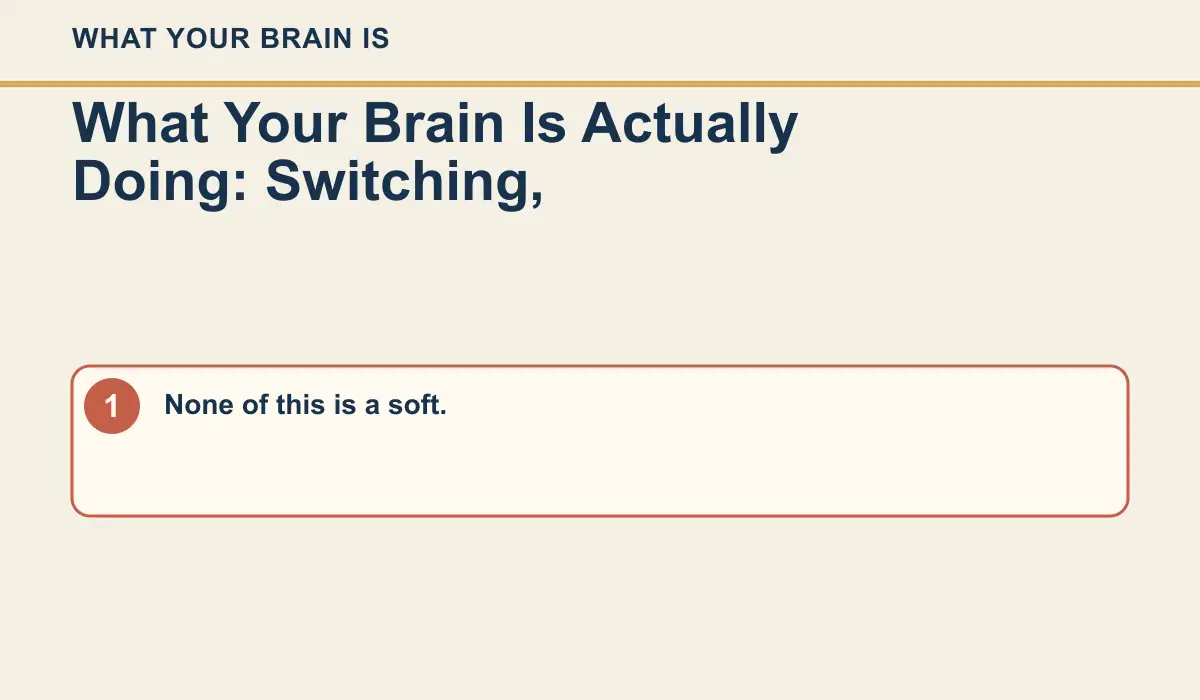 WHAT YOUR BRAIN IS
What Your Brain Is Actually
Doing: Switching,
1
None of this is a soft.